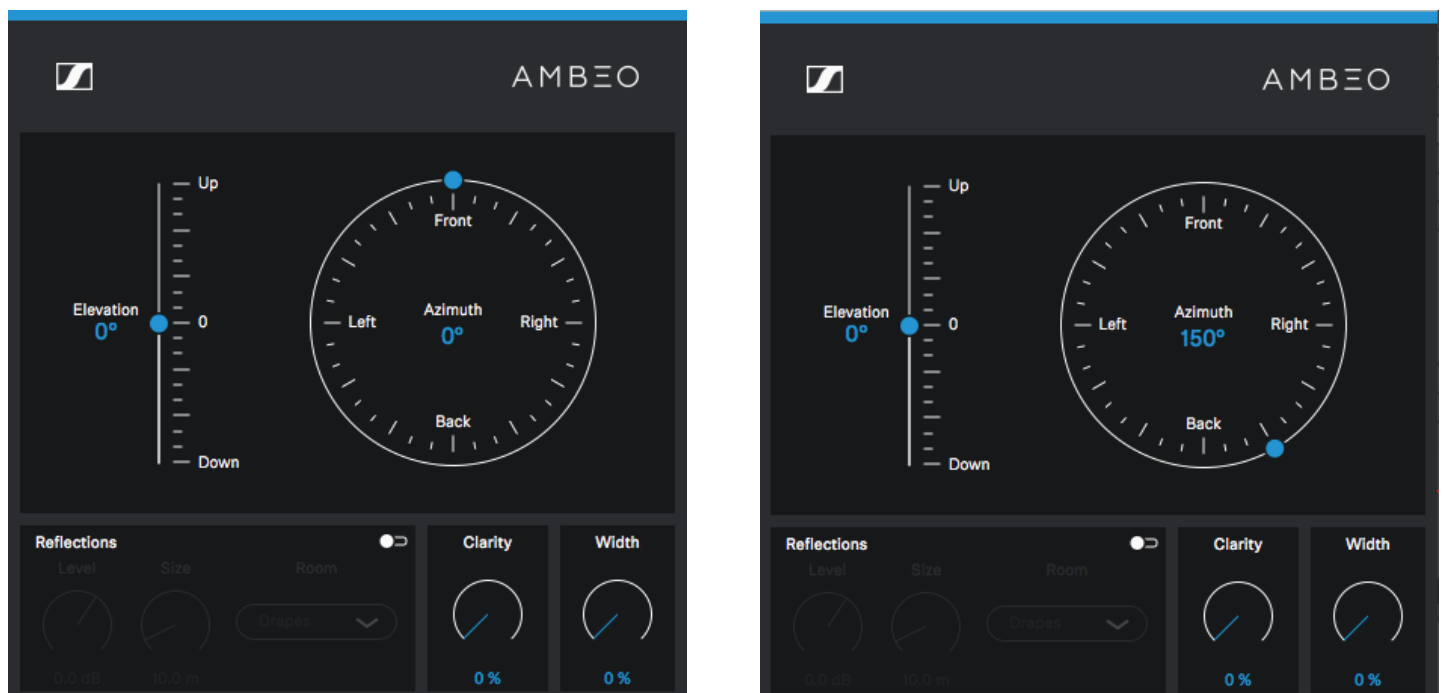 AMBEO
Up
Front
Elevation
0°
0
Left
Azimuth
0°
Right
Back
Down
Reflections
Level
Size
Room
Drapes
0.0 dB
10.0 m
Clarity
0 %
Width
0 %
AMBEO
Up
Front
Elevation
0°
0
Left
Azimuth
150°
Right
Back
Down
Reflections
Level
Size
Room
Drapes
0.0 dB
10.0 m
Clarity
0 %
Width
0 %